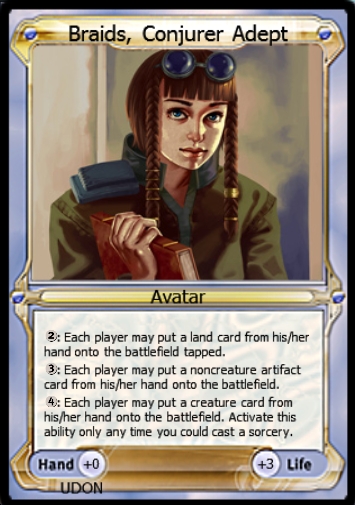 Braids, Conjurer Adept
Avatar
②: Each player may put a land card from his/her
hand onto the battlefield tapped.
③: Each player may put a noncreature artifact
card from his/her hand onto the battlefield.
④: Each player may put a creature card from
his/her hand onto the battlefield. Activate this
ability only any time you could cast a sorcery.
Hand +0 +3 Life
UDON